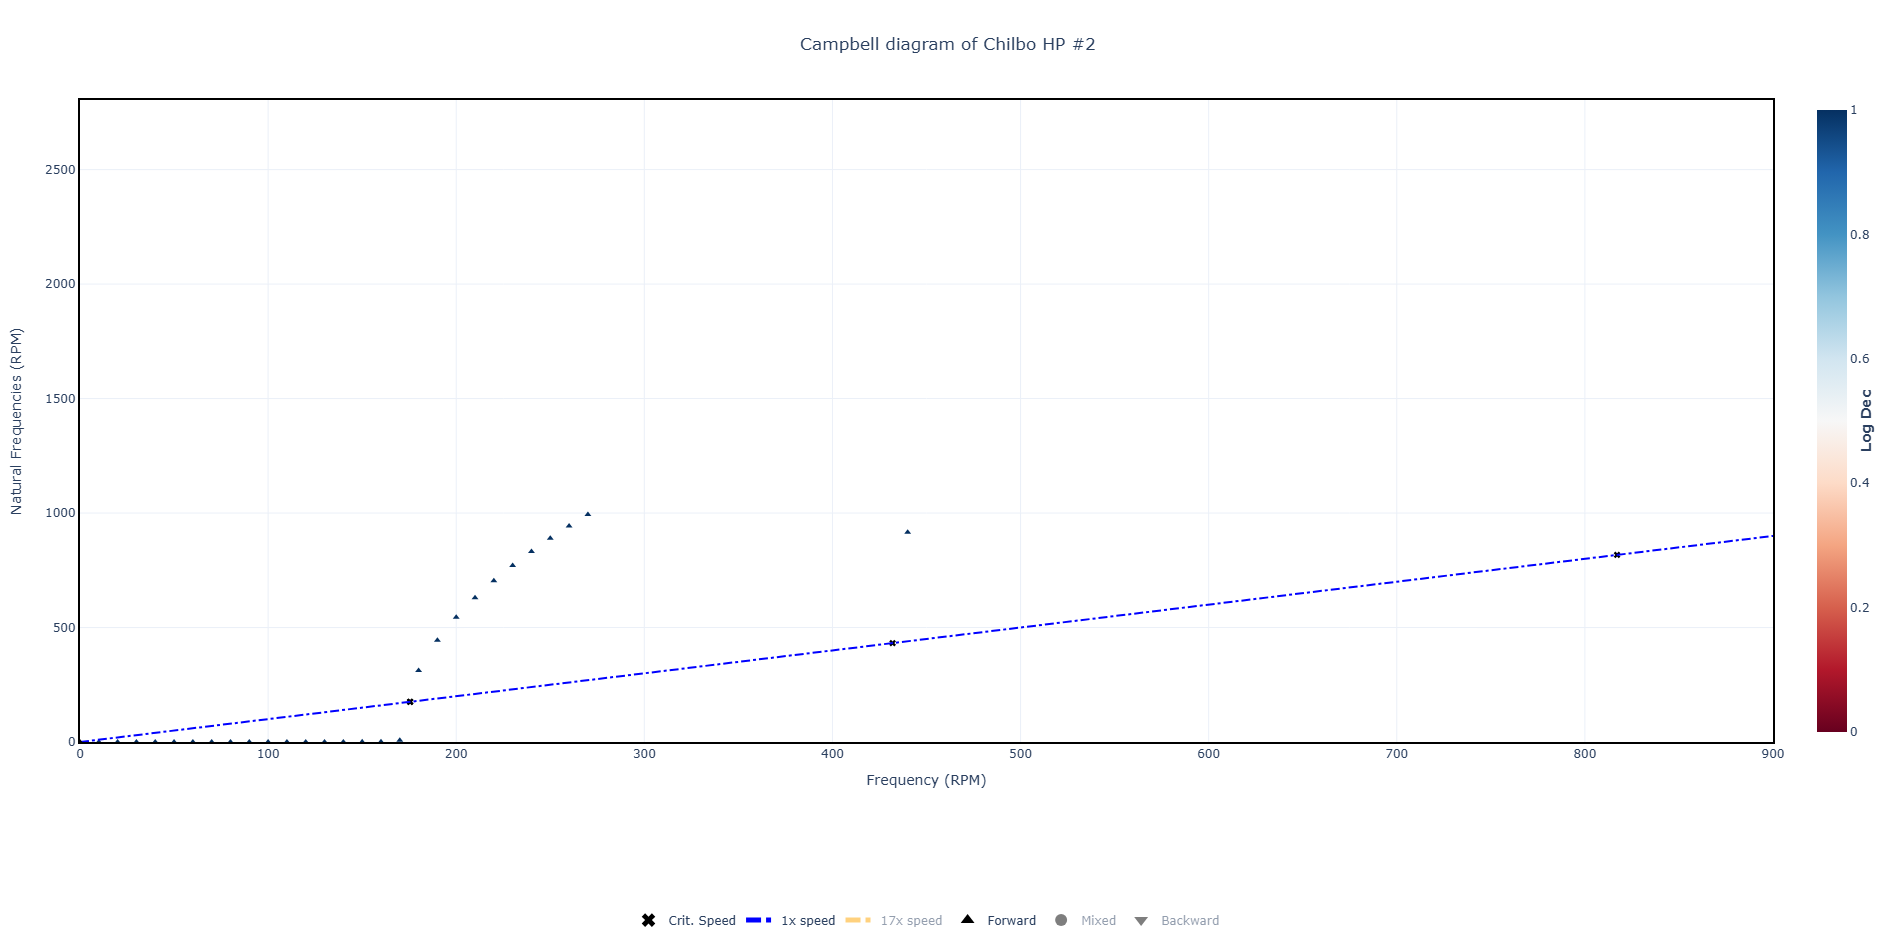 Campbell diagram of Chilbo HP #2
Natural Frequencies (RPM)
2500
2000
1500
1000
500
0
0 100 200 300 400 500 600 700 800 900
Frequency (RPM)
1
0.8
0.6
0.4
0.2
0
Log Dec
Crit. Speed 1x speed 17x speed Forward Mixed Backward